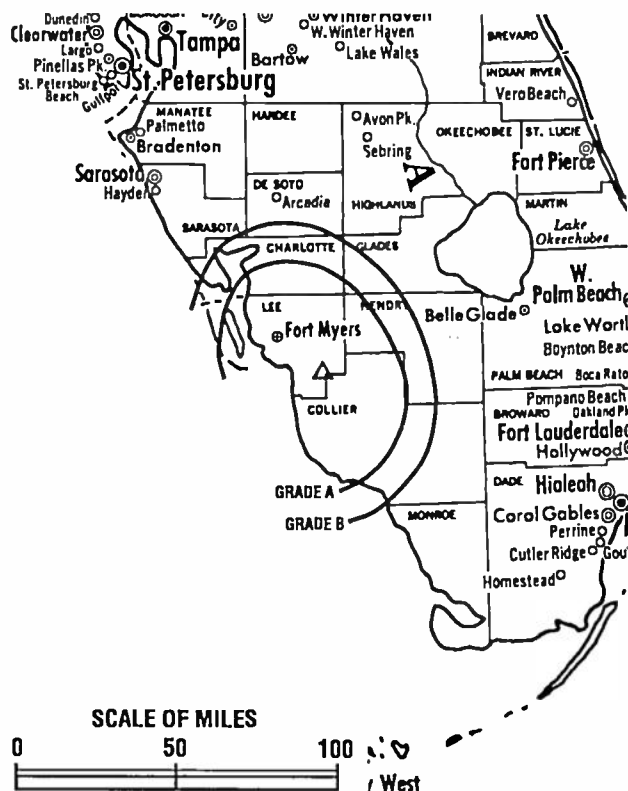 Dunedin
City
Winter Haven
Clearwater
Tampa
W. Winter Haven
Largo
Bartow
Lake Wales
BREVARD
Pinellas Pk.
St. Petersburg
St. Petersburg
Beach
Gulfport
INDIAN RIVER
Vero Beach
MANATEE
Palmetto
Bradenton
HARDEE
Avon Pk.
Sebring
OKEECHOBEE
ST. LUCIE
Fort Pierce
A
Sarasota
Hayden
DE SOTO
Arcadia
HIGHLANDS
MARTIN
SARASOTA
CHARLOTTE
GLADES
Lake
Okeechobee
W.
Palm Beach
LEE
HENDRY
Belle Glade
Fort Myers
Lake Wort
Boynton Beac
PALM BEACH
Boca Rato
Pompano Beach
COLLIER
BROWARD
Oakland Pk
Fort Lauderdale
Hollywood
GRADE A
DADE
Hialeah
GRADE B
MONROE
Coral Gables
Perrine
Cutler Ridge
Gou
Homestead
SCALE OF MILES
0 50 100
West